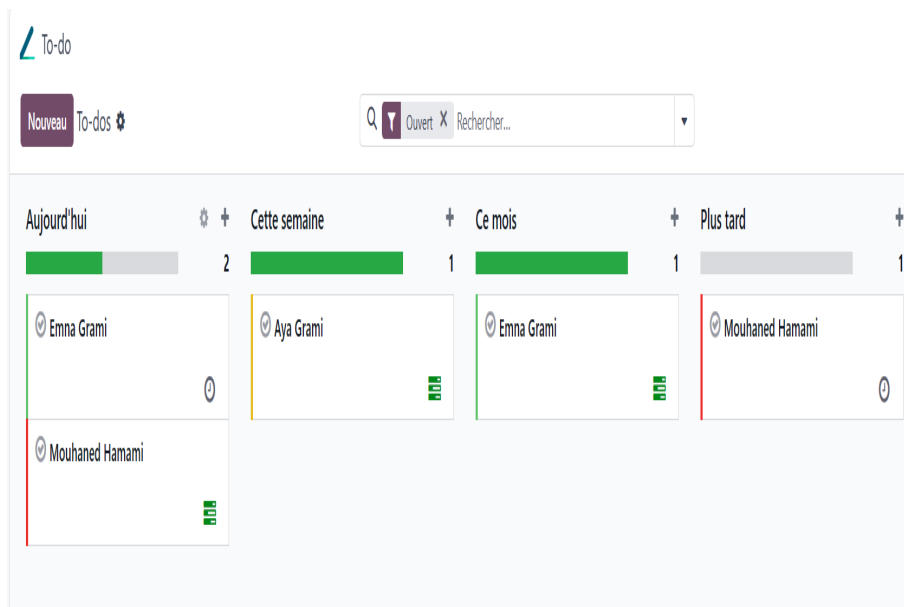 To-do
Nouveau To-dos Ouvert Rechercher...
Aujourd'hui
2
Emna Grami
Mouhaned Hamami
Cette semaine
1
Aya Grami
Ce mois
1
Emna Grami
Plus tard
1
Mouhaned Hamami